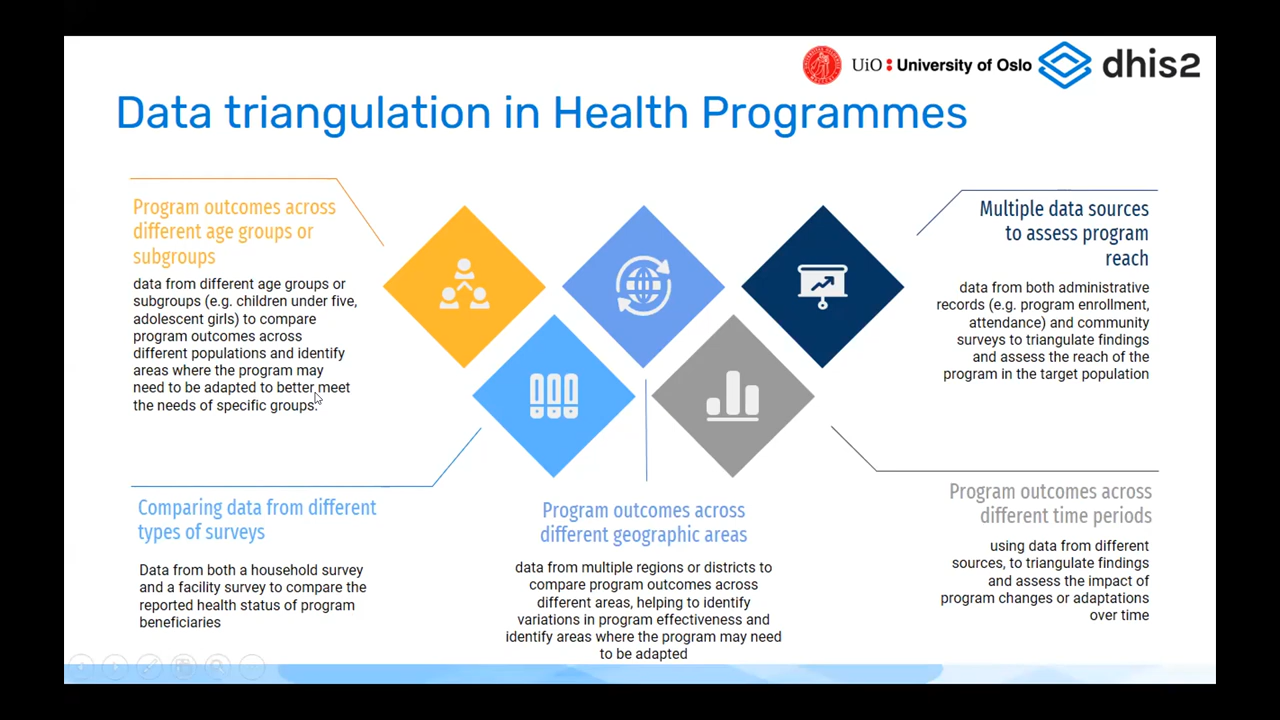 UiO : University of Oslo
dhis2
Data triangulation in Health Programmes
Program outcomes across
different age groups or
subgroups
data from different age groups or
subgroups (e.g. children under five,
adolescent girls) to compare
program outcomes across
different populations and identify
areas where the program may
need to be adapted to better meet
the needs of specific groups.
Multiple data sources
to assess program
reach
data from both administrative
records (e.g. program enrollment,
attendance) and community
surveys to triangulate findings
and assess the reach of the
program in the target population
Comparing data from different
types of surveys
Data from both a household survey
and a facility survey to compare the
reported health status of program
beneficiaries
Program outcomes across
different geographic areas
data from multiple regions or districts to
compare program outcomes across
different areas, helping to identify
variations in program effectiveness and
identify areas where the program may need
to be adapted
Program outcomes across
different time periods
using data from different
sources, to triangulate findings
and assess the impact of
program changes or adaptations
over time